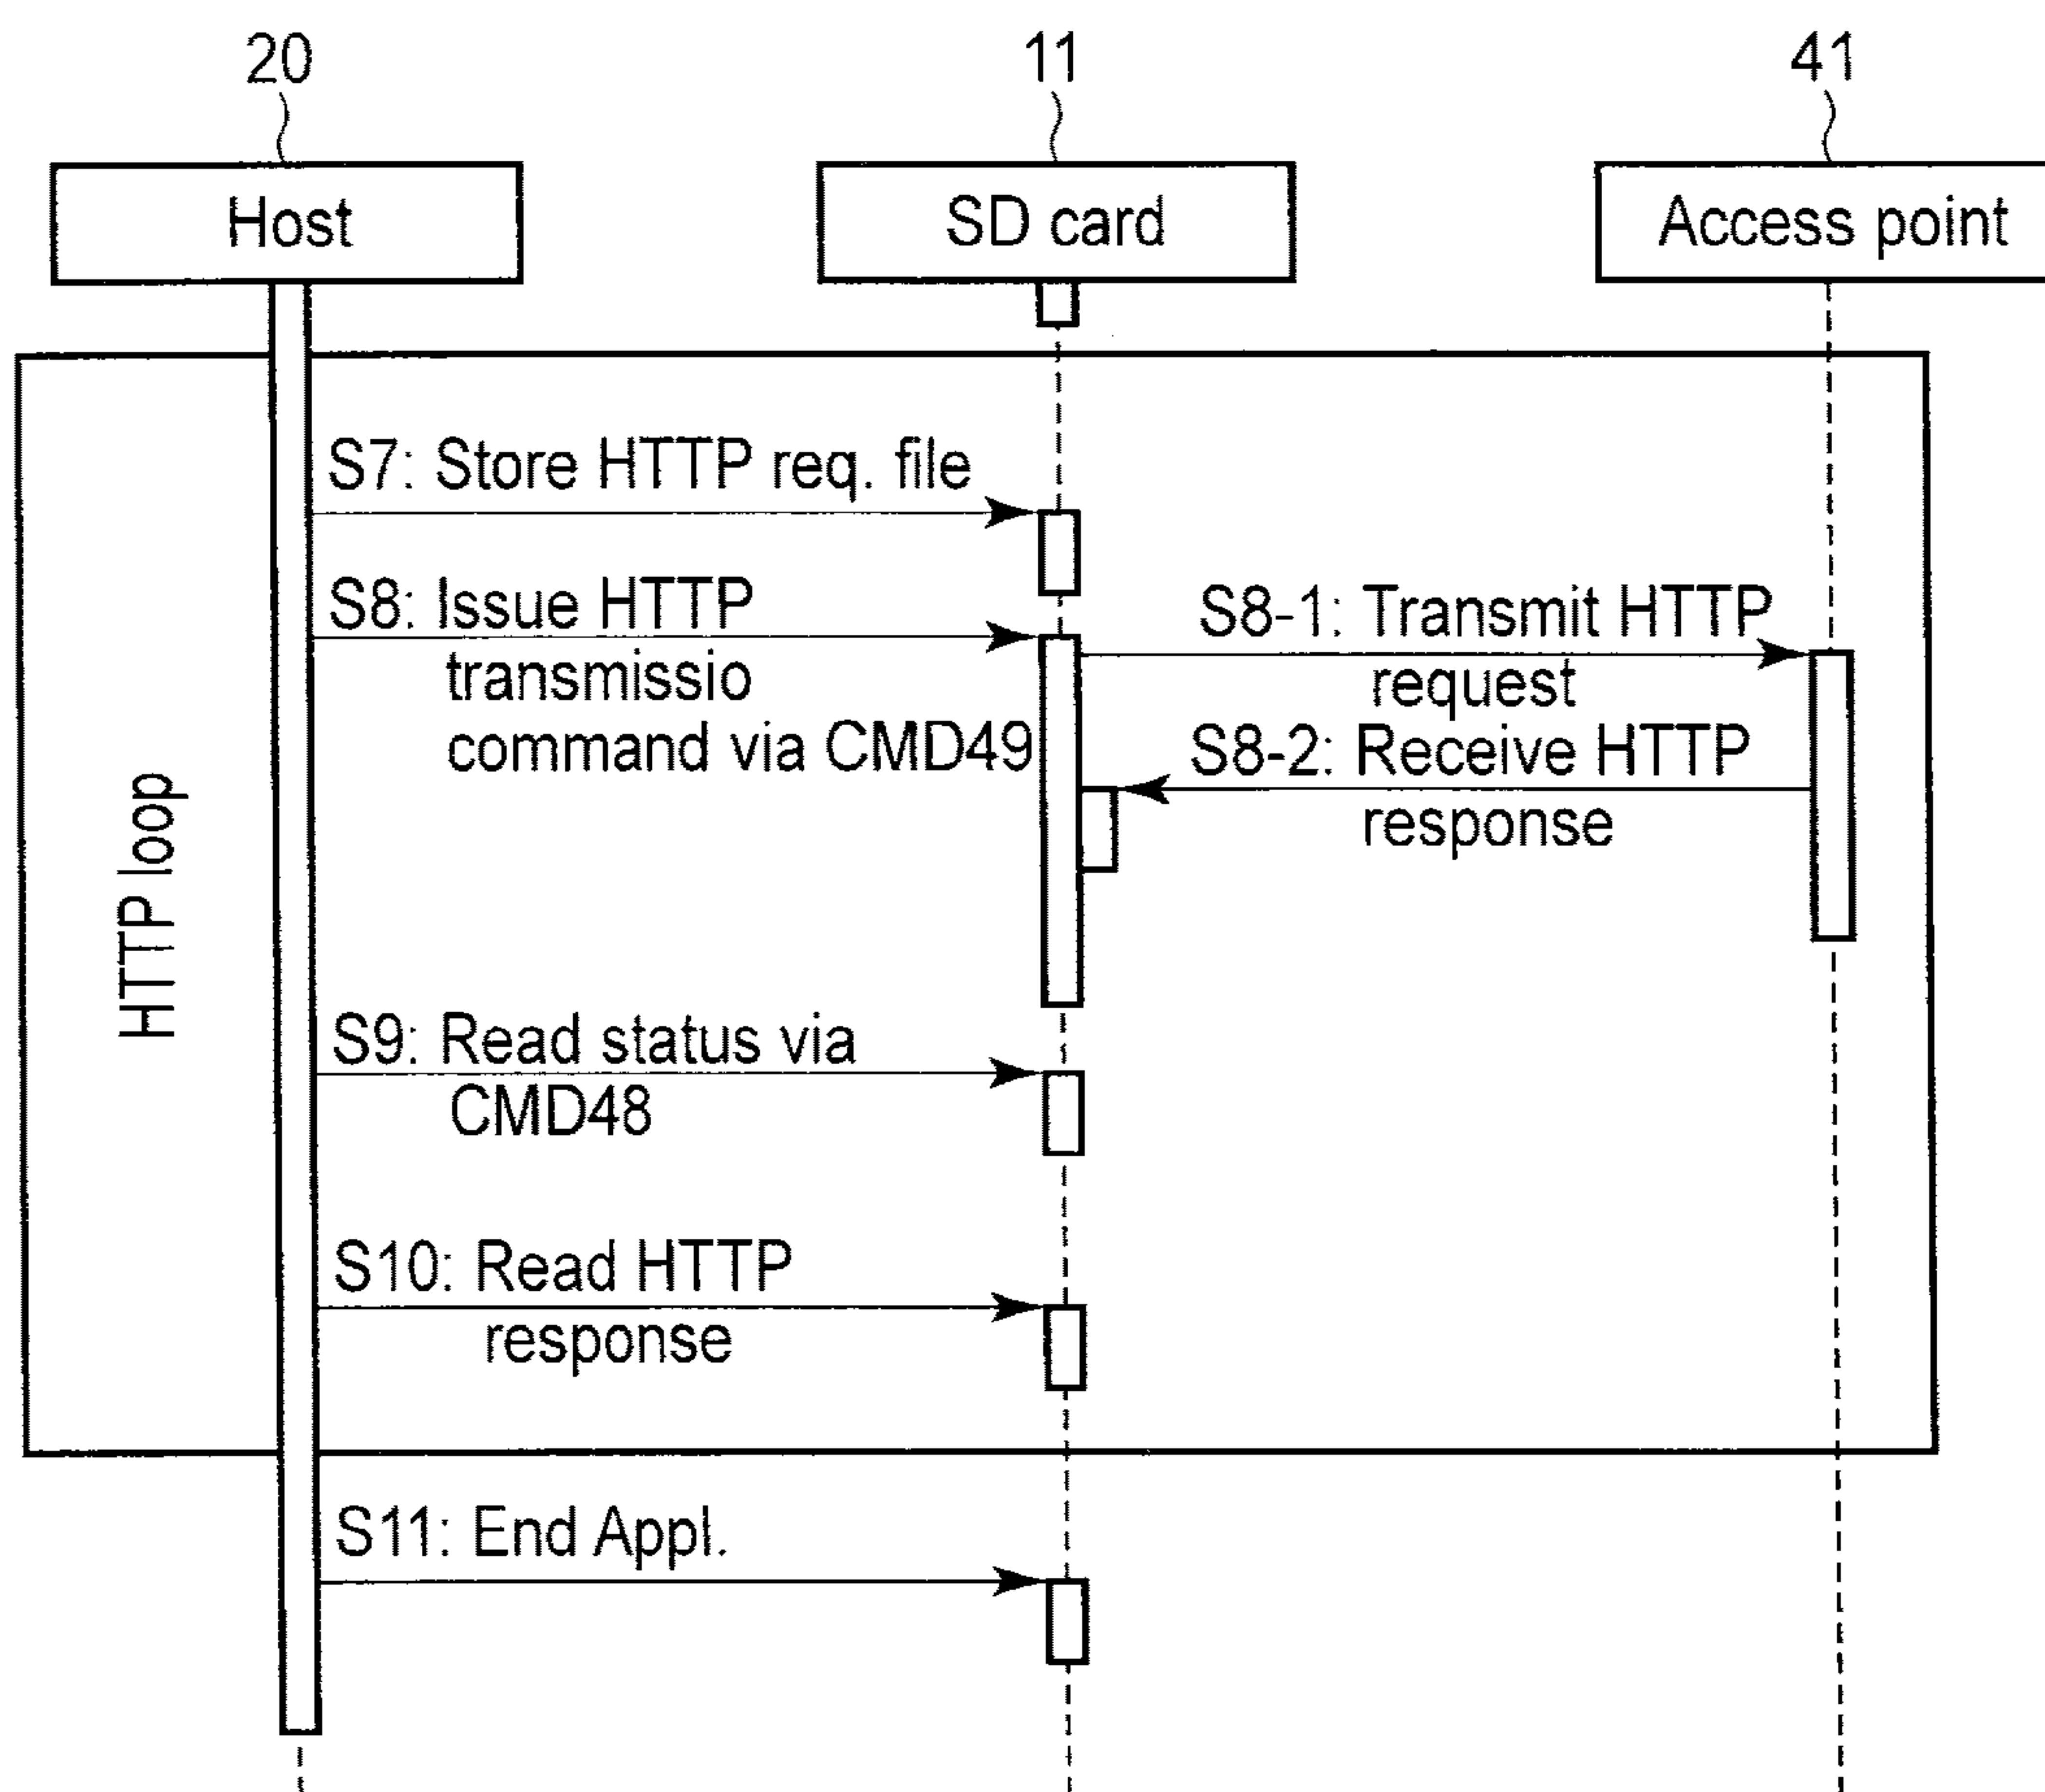 20
11
41
Host
SD card
Access point
S7: Store HTTP req. file
S8: Issue HTTP
transmissio
command via CMD49
S8-1: Transmit HTTP
request
S8-2: Receive HTTP
response
HTTP loop
S9: Read status via
CMD48
S10: Read HTTP
response
S11: End Appl.